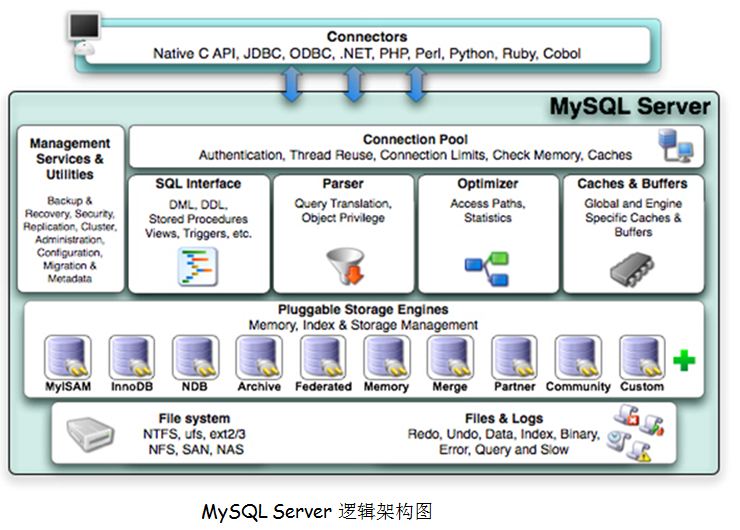 Connectors
Native C API, JDBC, ODBC, .NET, PHP, Perl, Python, Ruby, Cobol
MySQL Server
Management
Services &
Utilities
Backup &
Recovery, Security,
Replication, Cluster,
Administration,
Configuration,
Migration &
Metadata
Connection Pool
Authentication, Thread Reuse, Connection Limits, Check Memory, Caches
SQL Interface
DML, DDL,
Stored Procedures
Views, Triggers, etc.
Parser
Query Translation,
Object Privilege
Optimizer
Access Paths,
Statistics
Caches & Buffers
Global and Engine
Specific Caches &
Buffers
Pluggable Storage Engines
Memory, Index & Storage Management
MyISAM
InnoDB
NDB
Archive
Federated
Memory
Merge
Partner
Community
Custom
File system
NTFS, ufs, ext2/3
NFS, SAN, NAS
Files & Logs
Redo, Undo, Data, Index, Binary,
Error, Query and Slow
MySQL Server 逻辑架构图